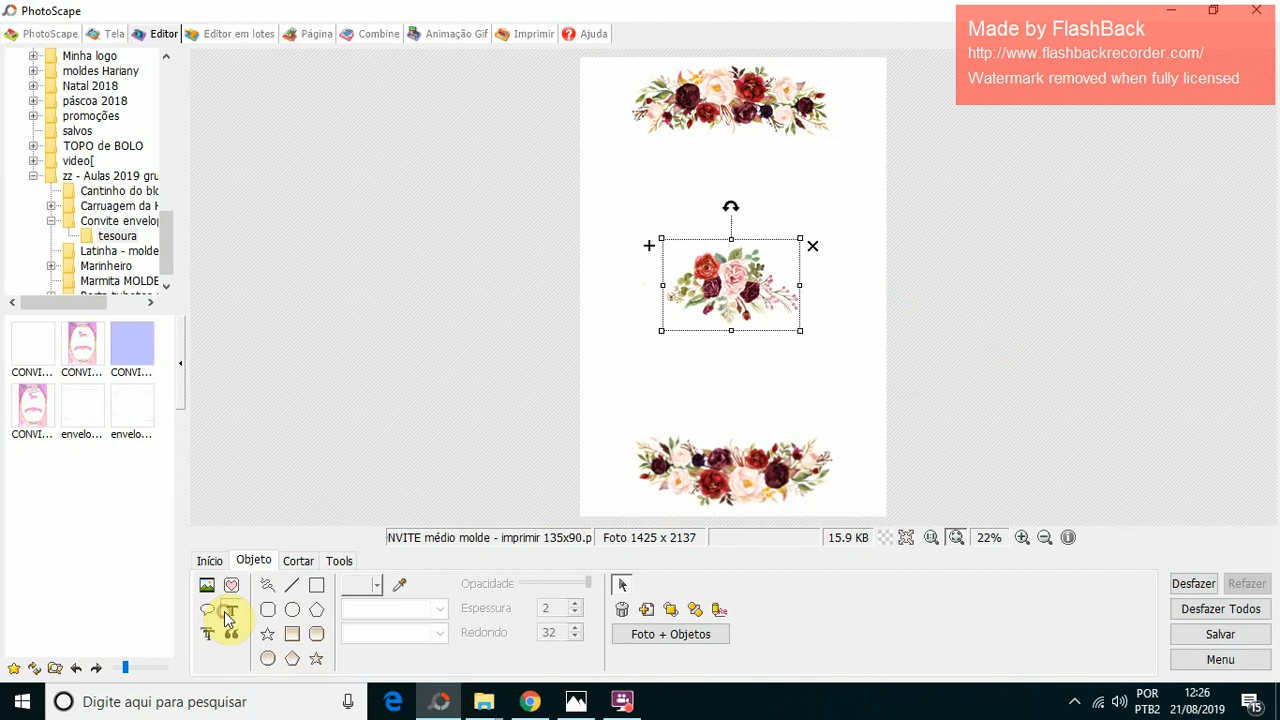 PhotoScape
Made by FlashBack
http://www.flashbackrecorder.com/
Watermark removed when fully licensed
PhotoScape
Tela
Editor
Editor em lotes
Página
Combine
Animação Gif
Imprimir
Ajuda
Minha logo
moldes Hariany
Natal 2018
páscoa 2018
promoções
salvos
TOPO de BOLO
video[
zz - Aulas 2019 gru
Cantinho do blo
Carruagem da H
Convite envelo
tesoura
Latinha - molde
Marinheiro
Marmita MOLDE
CONVI... CONVI... CONVI...
CONVI... envelo... envelo...
NVITE médio molde - imprimir 135x90.p
Foto 1425 x 2137
15.9 KB
22%
Início
Objeto
Cortar
Tools
Opacidade
Espessura 2
Redondo 32
Foto + Objetos
Desfazer
Refazer
Desfazer Todos
Salvar
Menu
Digite aqui para pesquisar
POR
PTB2
12:26
21/08/2019
15